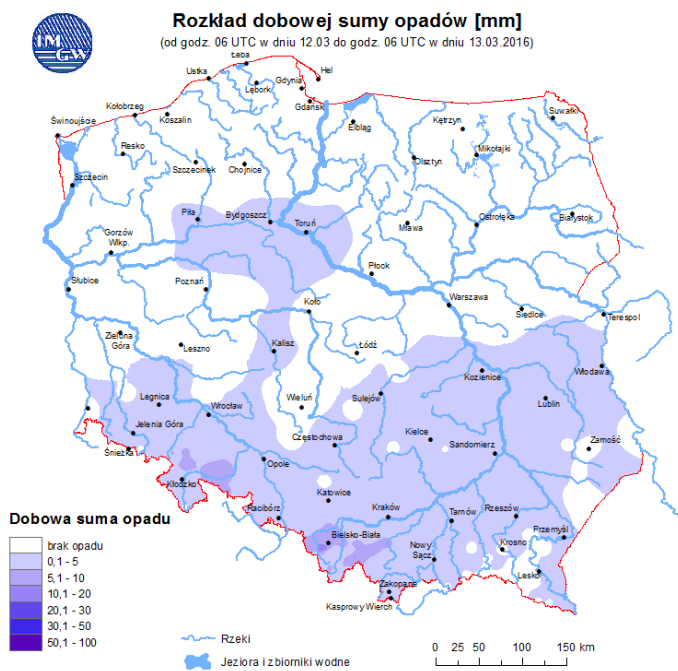 IM
GW
Rozkład dobowej sumy opadów [mm]
(od godz. 06 UTC w dniu 12.03 do godz. 06 UTC w dniu 13.03.2016)
Łeba
Ustka
Hel
Gdynia
Lębork
Gdańsk
Kołobrzeg
Koszalin
Suwałki
Świnoujście
Elbląg
Kętrzyn
Resko
Mikołajki
Szczecinek
Chojnice
Olsztyn
Szczecin
Piła
Bydgoszcz
Toruń
Ostrołęka
Białystok
Mława
Gorzów
Wlkp.
Płock
Słubice
Poznań
Koło
Warszawa
Siedlce
Terespol
Zielona
Góra
Leszno
Kalisz
Łódź
Włodawa
Kozienice
Legnica
Wieluń
Sulejów
Lublin
Wrocław
Jelenia Góra
Częstochowa
Kielce
Sandomierz
Zamość
Śnieżka
Opole
Kłodzko
Katowice
Racibórz
Kraków
Tarnów
Rzeszów
Przemyśl
Bielsko-Biała
Nowy
Sącz
Krosno
Lesko
Zakopane
Kasprowy Wierch
Dobowa suma opadu
brak opadu
0,1 - 5
5,1 - 10
10,1 - 20
20,1 - 30
30,1 - 50
50,1 - 100
Rzeki
Jeziora i zbiorniki wodne
0 25 50 100 150 km